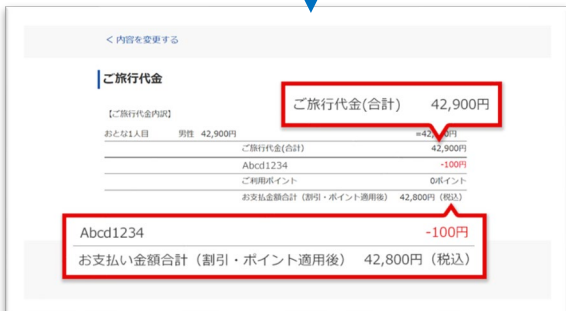 < 内容を変更する
ご旅行代金
ご旅行代金(合計) 42,900円
【ご旅行代金内訳】
おとな1人目 男性 42,900円 =42, 円
ご旅行代金(合計) 42,900円
Abcd1234 -100円
ご利用ポイント 0ポイント
お支払金額合計（割引・ポイント適用後） 42,800円（税込）
Abcd1234 -100円
お支払い金額合計（割引・ポイント適用後） 42,800円（税込）